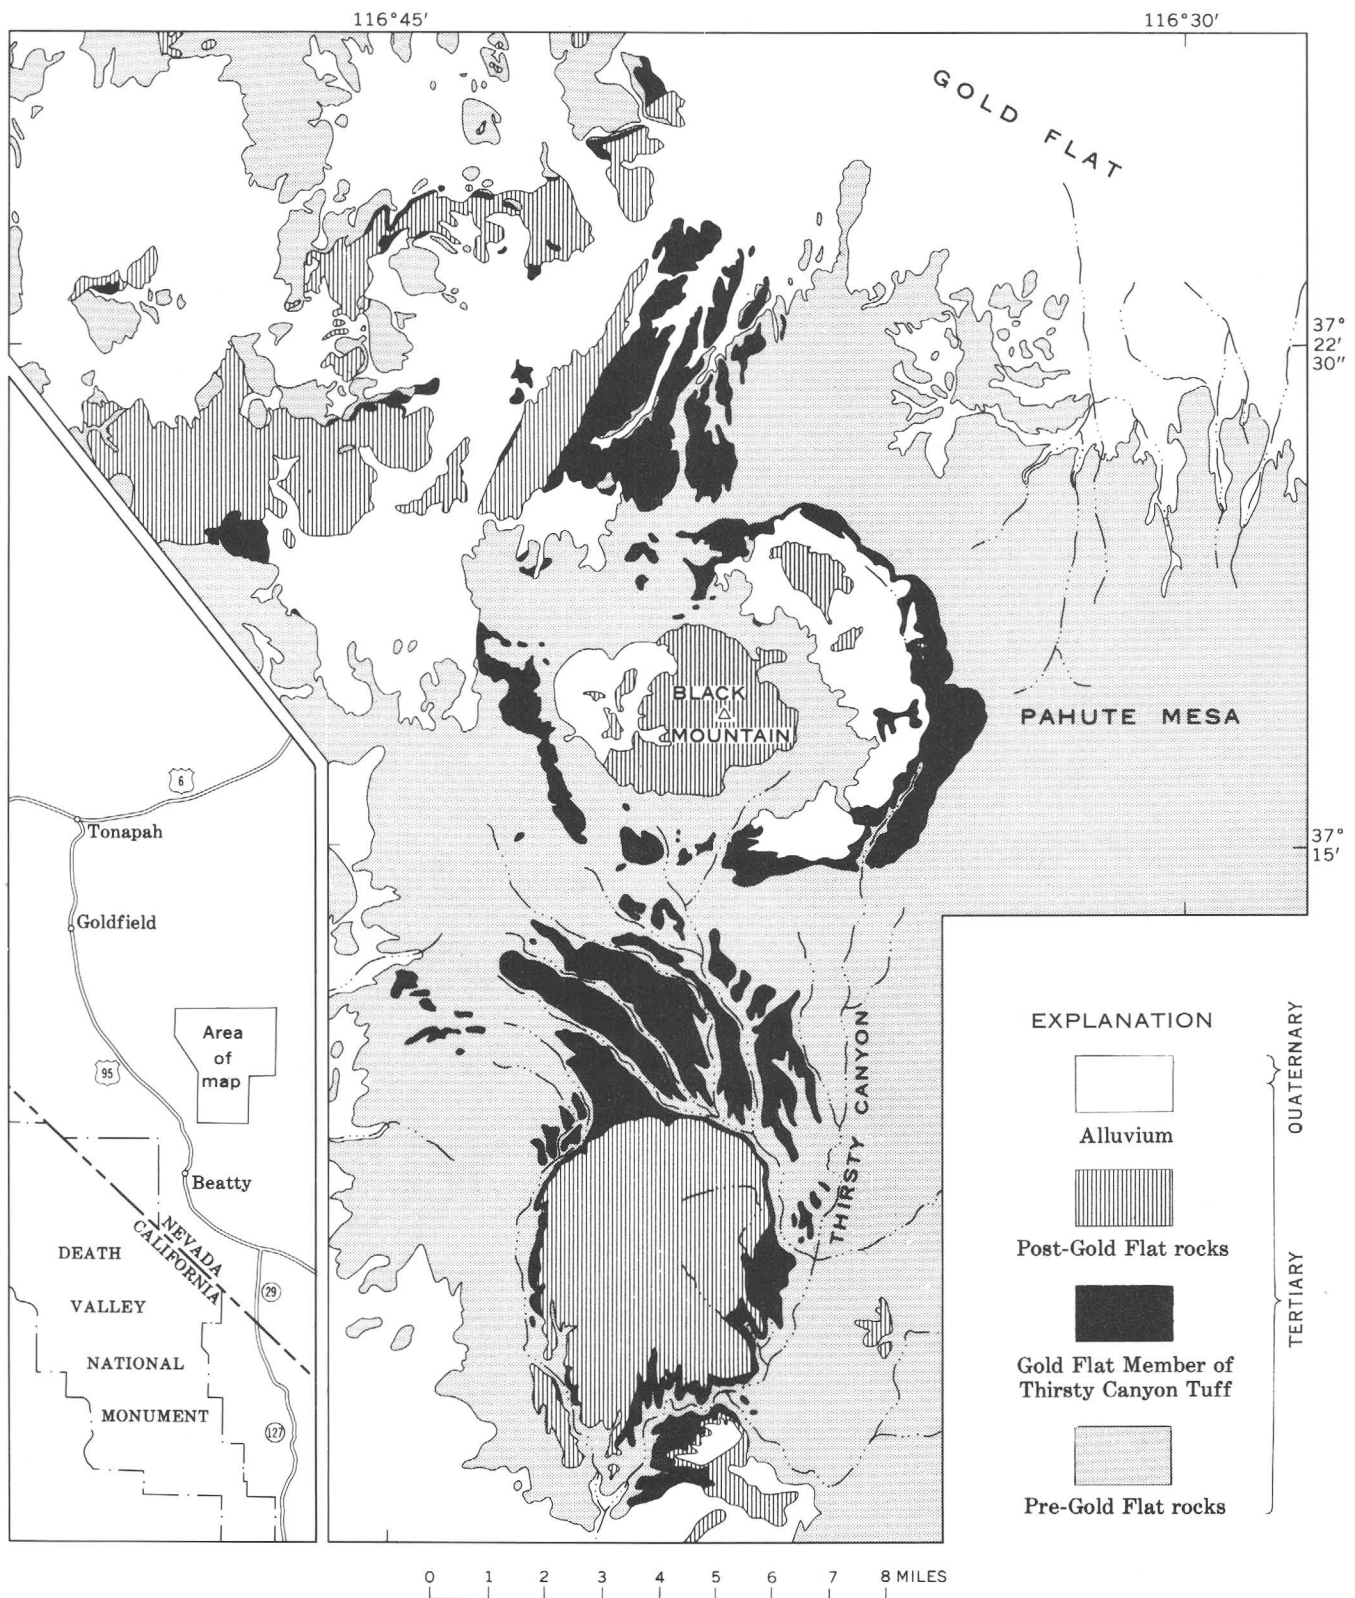 116°45′
116°30′
GOLD FLAT
37°
22′
30″
BLACK
MOUNTAIN
PAHUTE MESA
6
Tonapah
37°
15′
Goldfield
Area
of
map
95
THIRSTY CANYON
Beatty
NEVADA
CALIFORNIA
DEATH
VALLEY
NATIONAL
MONUMENT
29
127
EXPLANATION
Alluvium
Post-Gold Flat rocks
Gold Flat Member of
Thirsty Canyon Tuff
Pre-Gold Flat rocks
QUATERNARY
TERTIARY
0 1 2 3 4 5 6 7 8 MILES